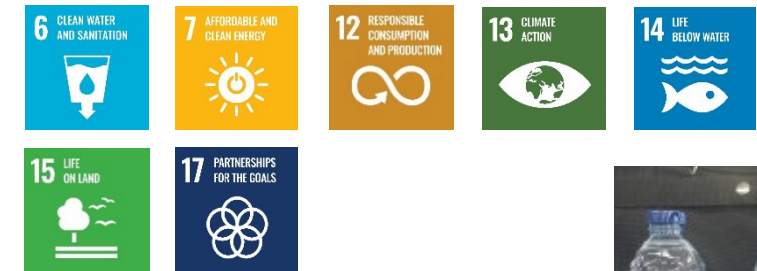 6 CLEAN WATER
AND SANITATION
7 AFFORDABLE AND
CLEAN ENERGY
12 RESPONSIBLE
CONSUMPTION
AND PRODUCTION
13 CLIMATE
ACTION
14 LIFE
BELOW WATER
15 LIFE
ON LAND
17 PARTNERSHIPS
FOR THE GOALS